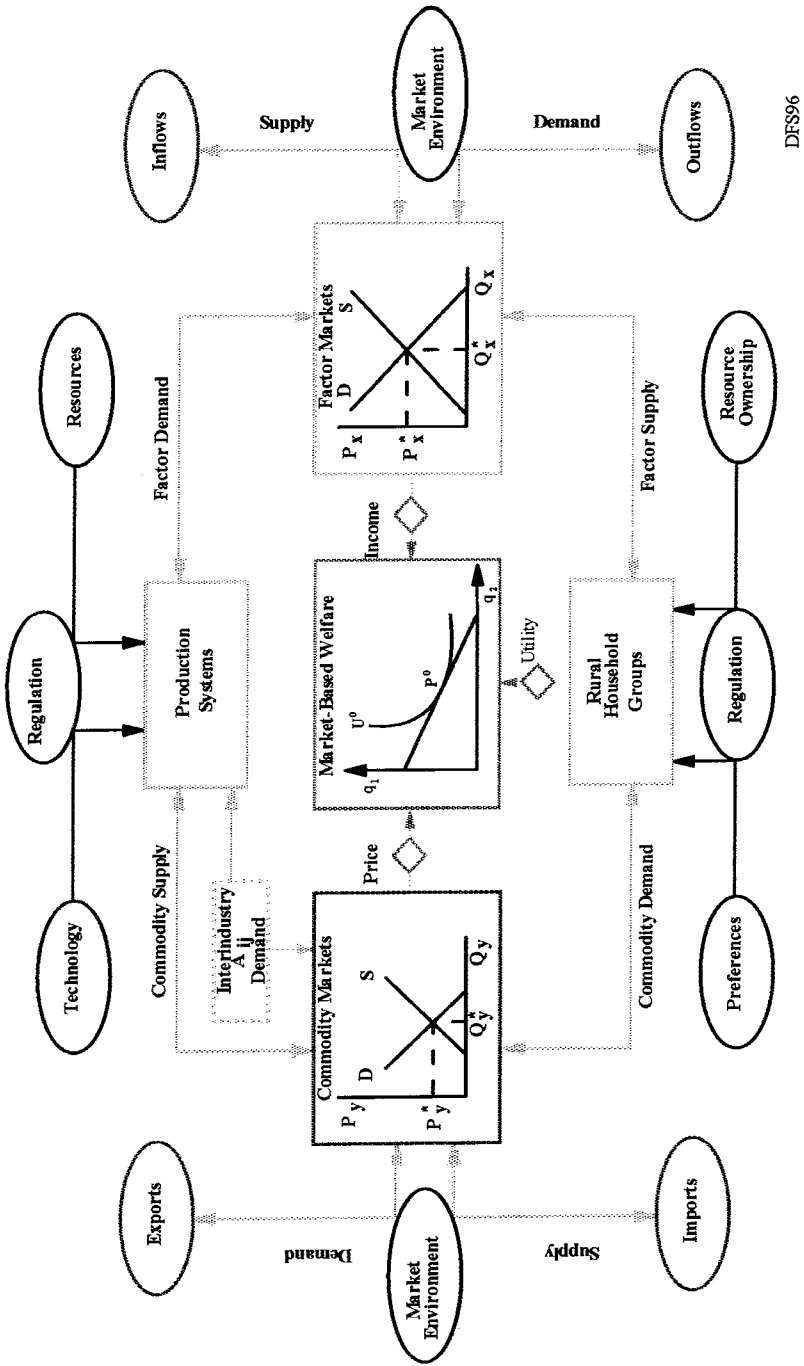 Regulation
Technology
Resources
Exports
Inflows
Commodity Supply
Production
Systems
Factor Demand
Interindustry
A ij
Demand
Demand
Supply
Market
Environment
Supply
Market
Environment
Demand
Commodity Markets
P y
D
S
P*y
Q*y
Q y
Price
Market-Based Welfare
q1
U0
P0
q2
Income
Factor Markets
P x
D
S
P*x
Q*x
Q x
Utility
Imports
Outflows
Commodity Demand
Rural
Household
Groups
Factor Supply
Preferences
Regulation
Resource
Ownership
DFS96